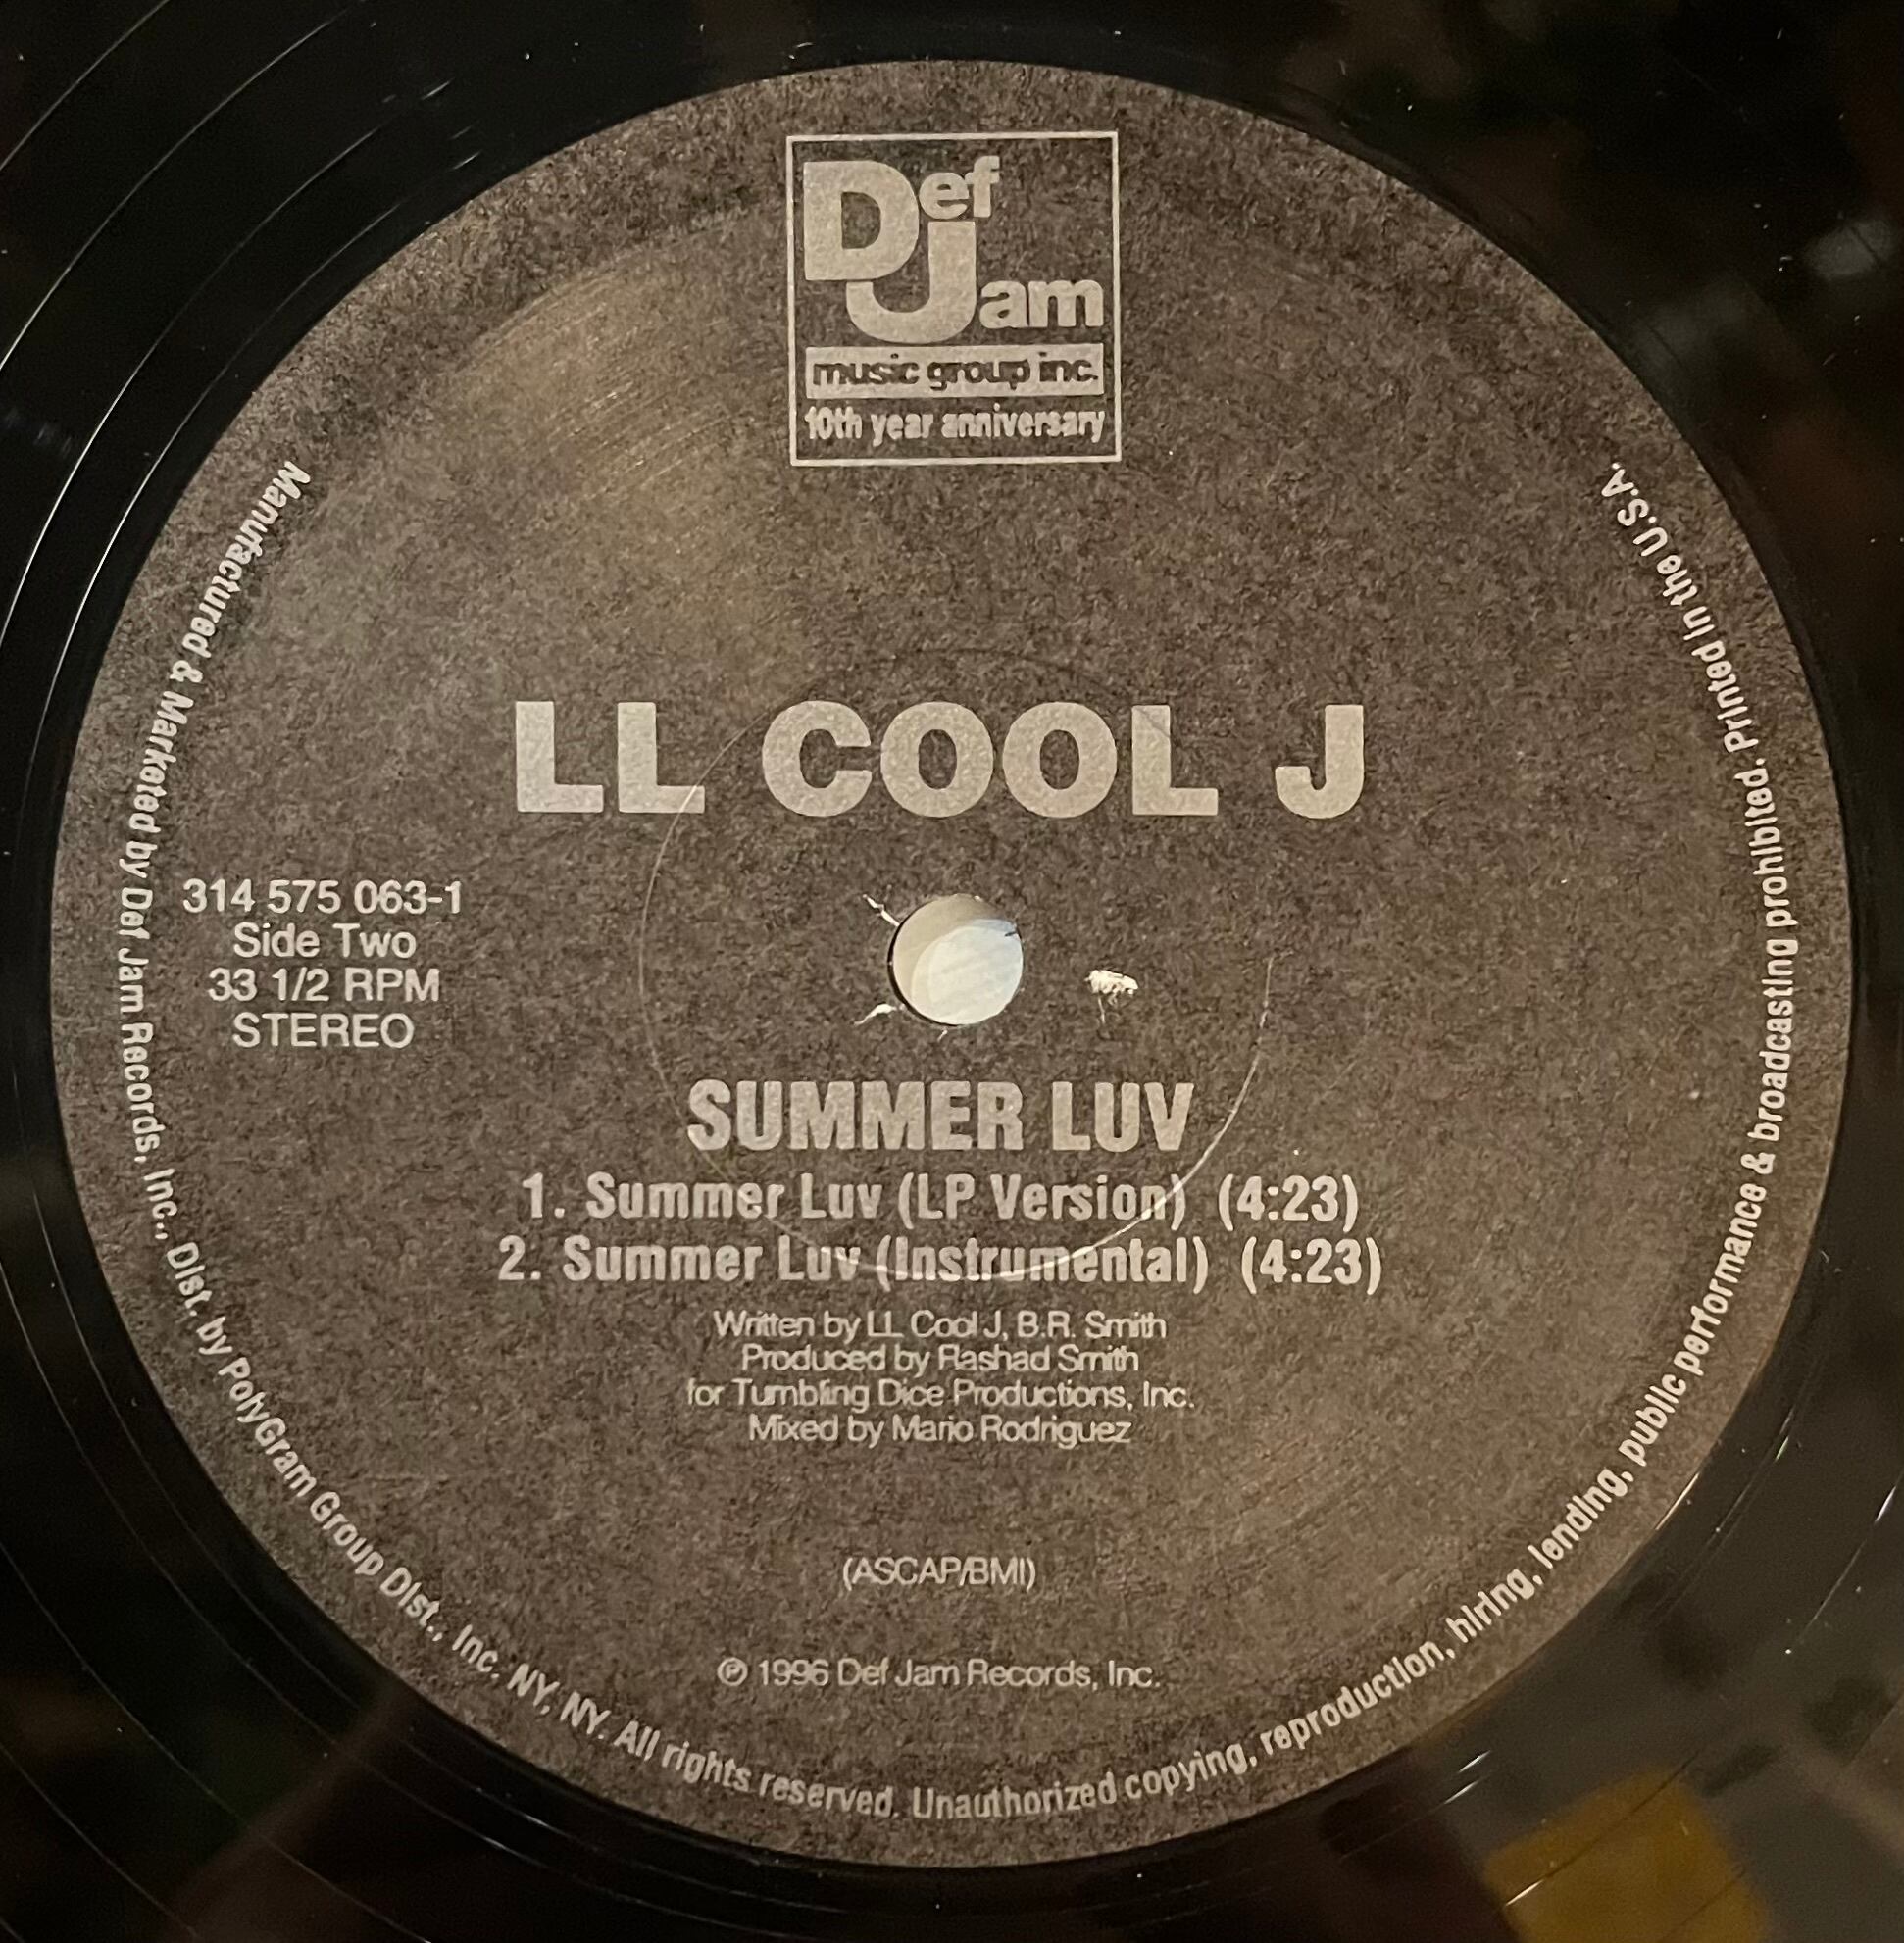 Def Jam
music group inc.
10th year anniversary
LL COOL J
314 575 063-1
Side Two
33 1/2 RPM
STEREO
SUMMER LUV
1. Summer Luv (LP Version) (4:23)
2. Summer Luv (Instrumental) (4:23)
Written by LL Cool J, B.R. Smith
Produced by Rashad Smith
for Tumbling Dice Productions, Inc.
Mixed by Mario Rodriguez
(ASCAP/BMI)
℗ 1996 Def Jam Records, Inc.
Manufactured & Marketed by Def Jam Records, Inc., Dist. by PolyGram Group Dist., Inc. NY, NY. All rights reserved. Unauthorized copying, reproduction, hiring, lending, public performance & broadcasting prohibited. Printed in the U.S.A.